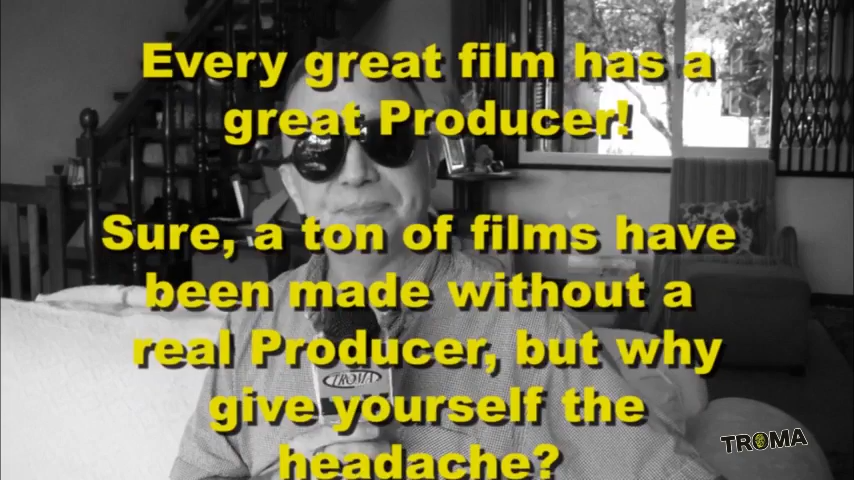 Every great film has a
great Producer!
Sure, a ton of films have
been made without a
real Producer, but why
give yourself the
headache?
TROMA
TROMA